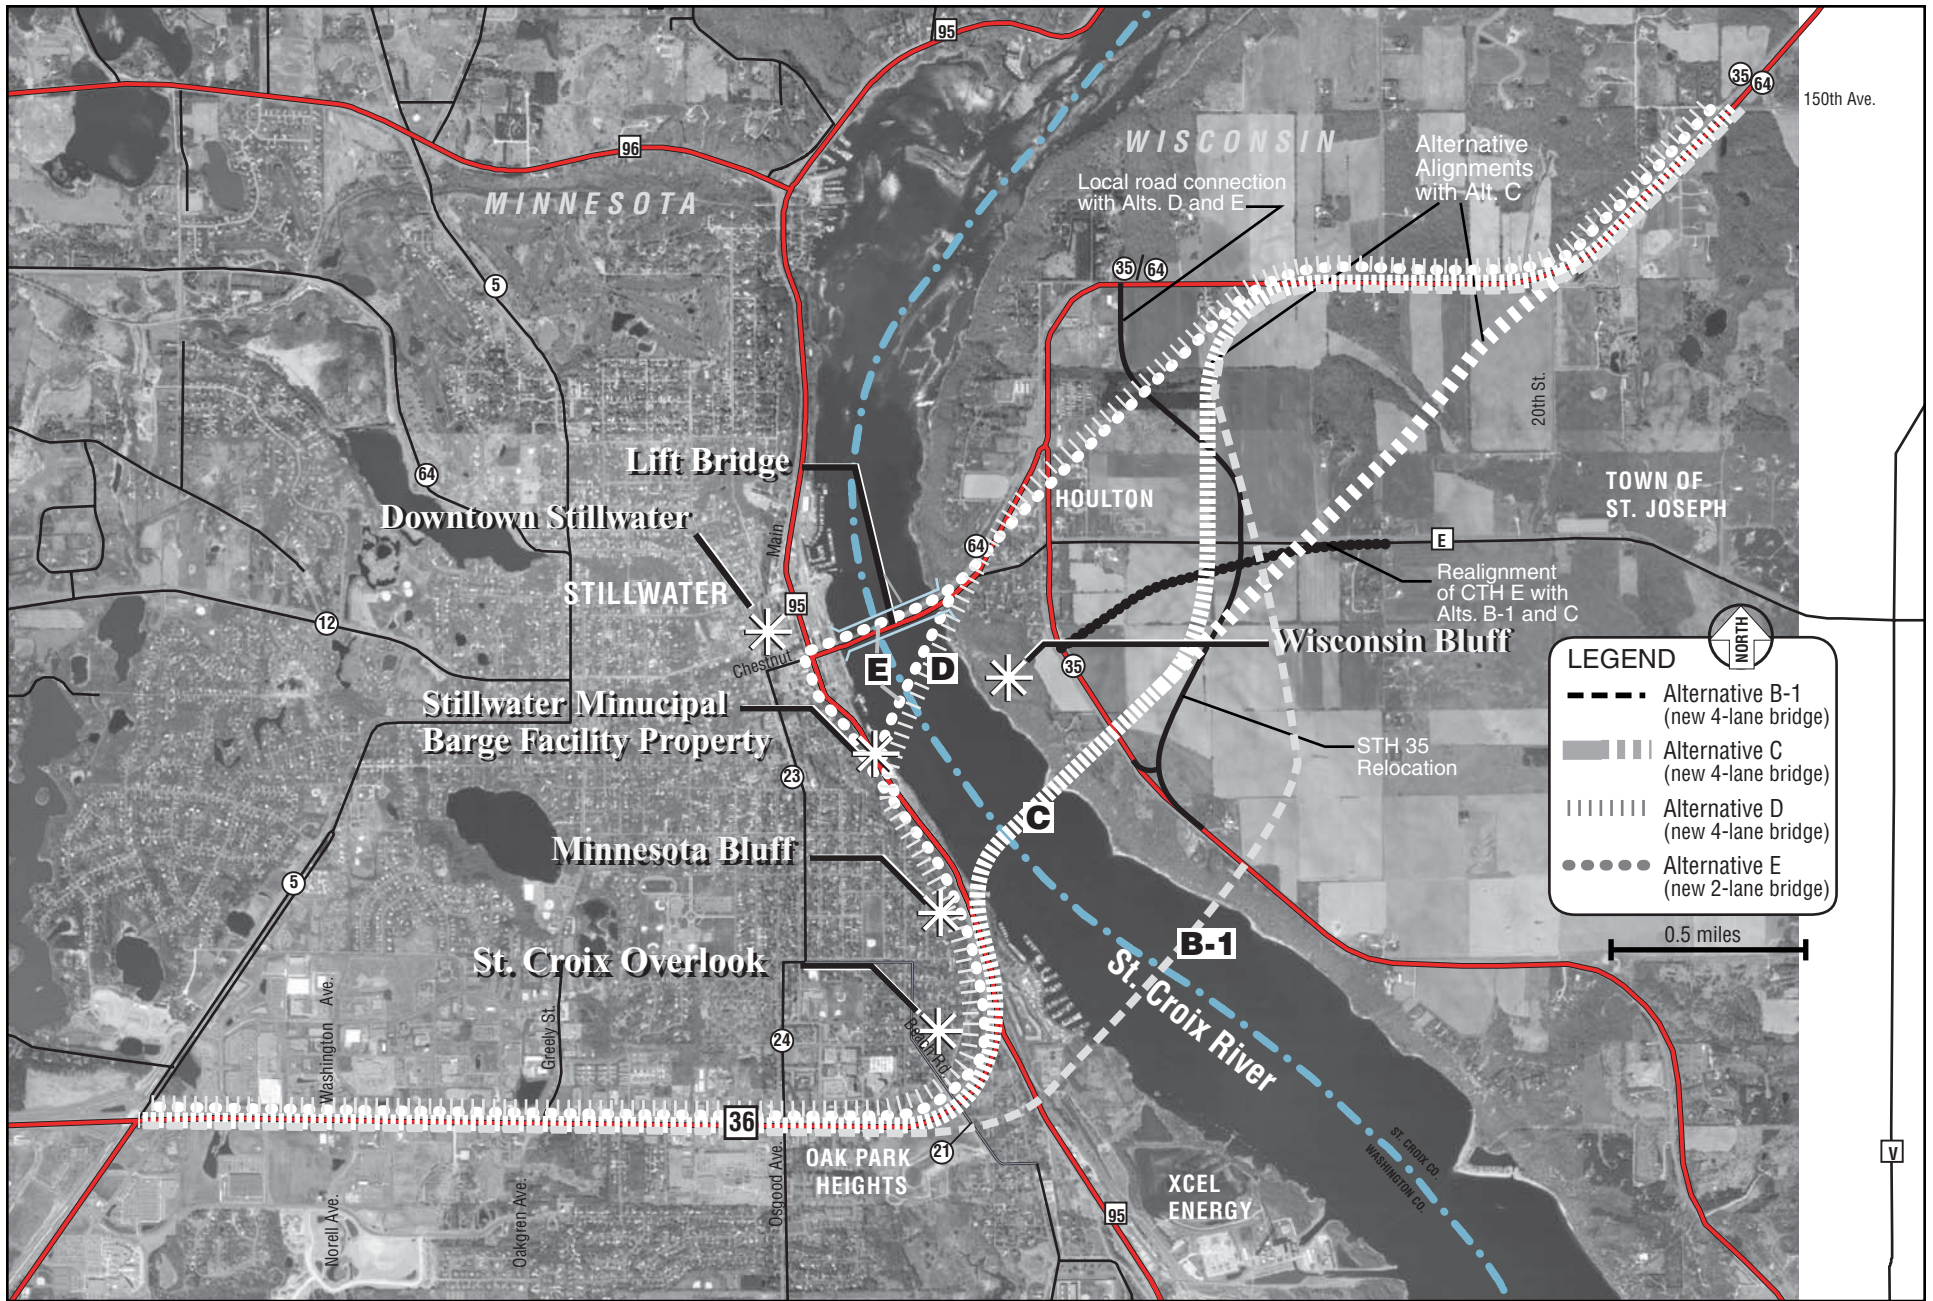 95
35
64
150th Ave.
96
WISCONSIN
Alternative
Alignments
with Alt. C
Local road connection
with Alts. D and E
MINNESOTA
5
35 / 64
20th St.
Lift Bridge
64
HOULTON
TOWN OF
ST. JOSEPH
Downtown Stillwater
Main
64
E
Realignment
of CTH E with
Alts. B-1 and C
STILLWATER
95
12
Chestnut
E
D
Wisconsin Bluff
35
NORTH
LEGEND
Alternative B-1
(new 4-lane bridge)
Alternative C
(new 4-lane bridge)
Alternative D
(new 4-lane bridge)
Alternative E
(new 2-lane bridge)
0.5 miles
Stillwater Minucipal
Barge Facility Property
STH 35
Relocation
23
C
Minnesota Bluff
5
B-1
St. Croix Overlook
St. Croix River
Washington Ave.
Greely St.
24
Beach Rd.
36
21
OAK PARK
HEIGHTS
Osgood Ave.
Norell Ave.
Oakgren Ave.
XCEL
ENERGY
95
ST. CROIX CO.
WASHINGTON CO.
V